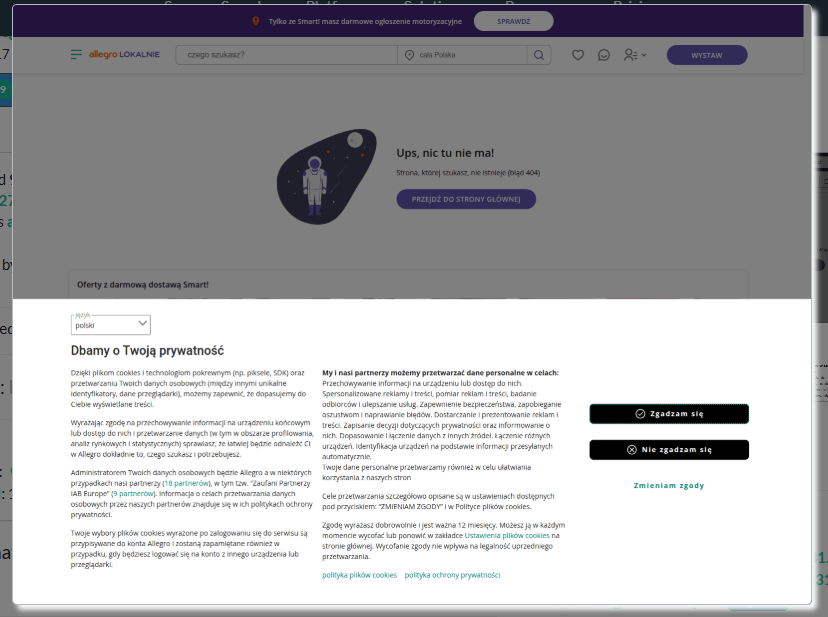 Tylko ze Smart! masz darmowe ogłoszenie motoryzacyjne
SPRAWDŹ
allegro LOKALNIE
czego szukasz?
cała Polska
WYSTAW
Ups, nic tu nie ma!
Strona, której szukasz, nie istnieje (błąd 404)
PRZEJDŹ DO STRONY GŁÓWNEJ
Oferty z darmową dostawą Smart!
język
polski
Dbamy o Twoją prywatność
Dzięki plikom cookies i technologiom pokrewnym (np. piksele, SDK) oraz
przetwarzaniu Twoich danych osobowych (między innymi unikalne
identyfikatory, dane przeglądarki), możemy zapewnić, że dopasujemy do
Ciebie wyświetlane treści.
Wyrażając zgodę na przechowywanie informacji na urządzeniu końcowym
lub dostęp do nich i przetwarzanie danych (w tym w obszarze profilowania,
analiz rynkowych i statystycznych) sprawiasz, że łatwiej będzie odnaleźć Ci
w Allegro dokładnie to, czego szukasz i potrzebujesz.
Administratorem Twoich danych osobowych będzie Allegro a w niektórych
przypadkach nasi partnerzy (18 partnerów), w tym tzw. "Zaufani Partnerzy
IAB Europe" (9 partnerów). Informacja o celach przetwarzania danych
osobowych przez naszych partnerów znajduje się w ich politykach ochrony
prywatności.
Twoje wybory plików cookies wyrażone po zalogowaniu się do serwisu są
przypisywane do konta Allegro i zostaną zapamiętane również w
przypadku, gdy będziesz logować się na konto z innego urządzenia lub
przeglądarki.
My i nasi partnerzy możemy przetwarzać dane personalne w celach:
Przechowywanie informacji na urządzeniu lub dostęp do nich.
Spersonalizowane reklamy i treści, pomiar reklam i treści, badanie
odbiorców i ulepszanie usług. Zapewnienie bezpieczeństwa, zapobieganie
oszustwom i naprawianie błędów. Dostarczanie i prezentowanie reklam i
treści. Zapisanie decyzji dotyczących prywatności oraz informowanie o
nich. Dopasowanie i łączenie danych z innych źródeł. Łączenie różnych
urządzeń. Identyfikacja urządzeń na podstawie informacji przesyłanych
automatycznie.
Twoje dane personalne przetwarzamy również w celu ułatwiania
korzystania z naszych stron
Cele przetwarzania szczegółowo opisane są w ustawieniach dostępnych
pod przyciskiem: "ZMIENIAM ZGODY" i w Polityce plików cookies.
Zgodę wyrażasz dobrowolnie i jest ważna 12 miesięcy. Możesz ją w każdym
momencie wycofać lub ponowić w zakładce Ustawienia plików cookies na
stronie głównej. Wycofanie zgody nie wpływa na legalność uprzedniego
przetwarzania.
polityka plików cookies polityka ochrony prywatności
Zgadzam się
Nie zgadzam się
Zmieniam zgody